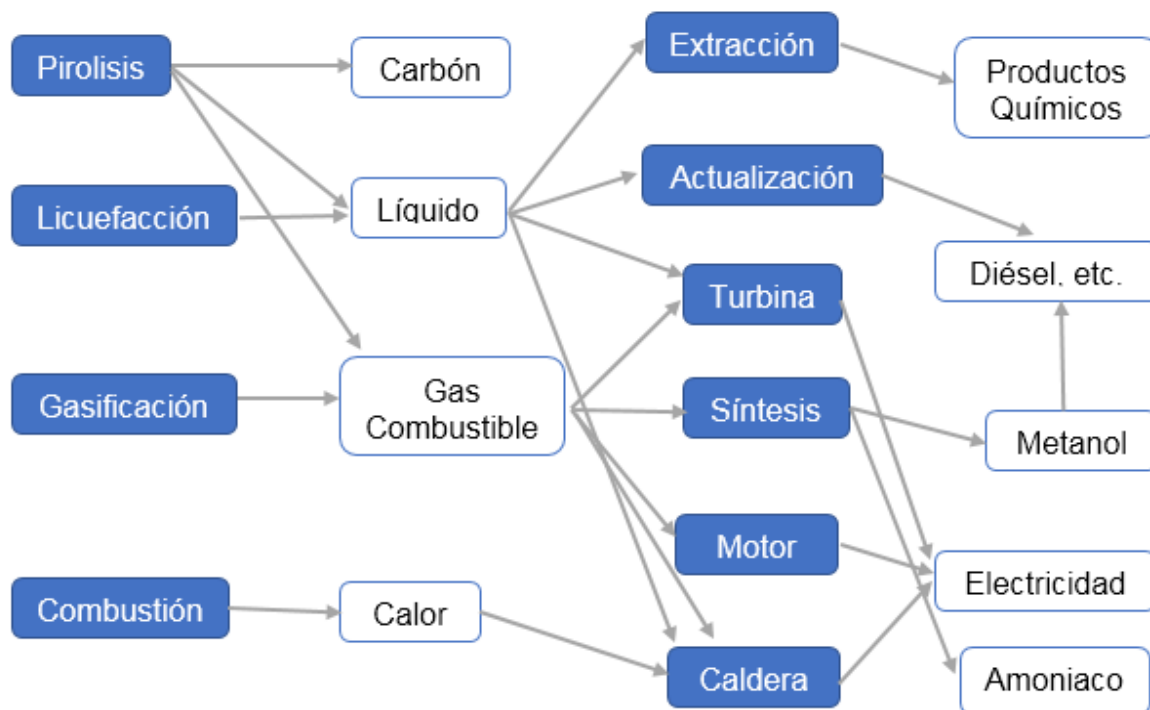 Pirolisis
Carbón
Extracción
Productos
Químicos
Licuefacción
Líquido
Actualización
Diésel, etc.
Turbina
Gasificación
Gas
Combustible
Síntesis
Metanol
Motor
Electricidad
Combustión
Calor
Caldera
Amoniaco